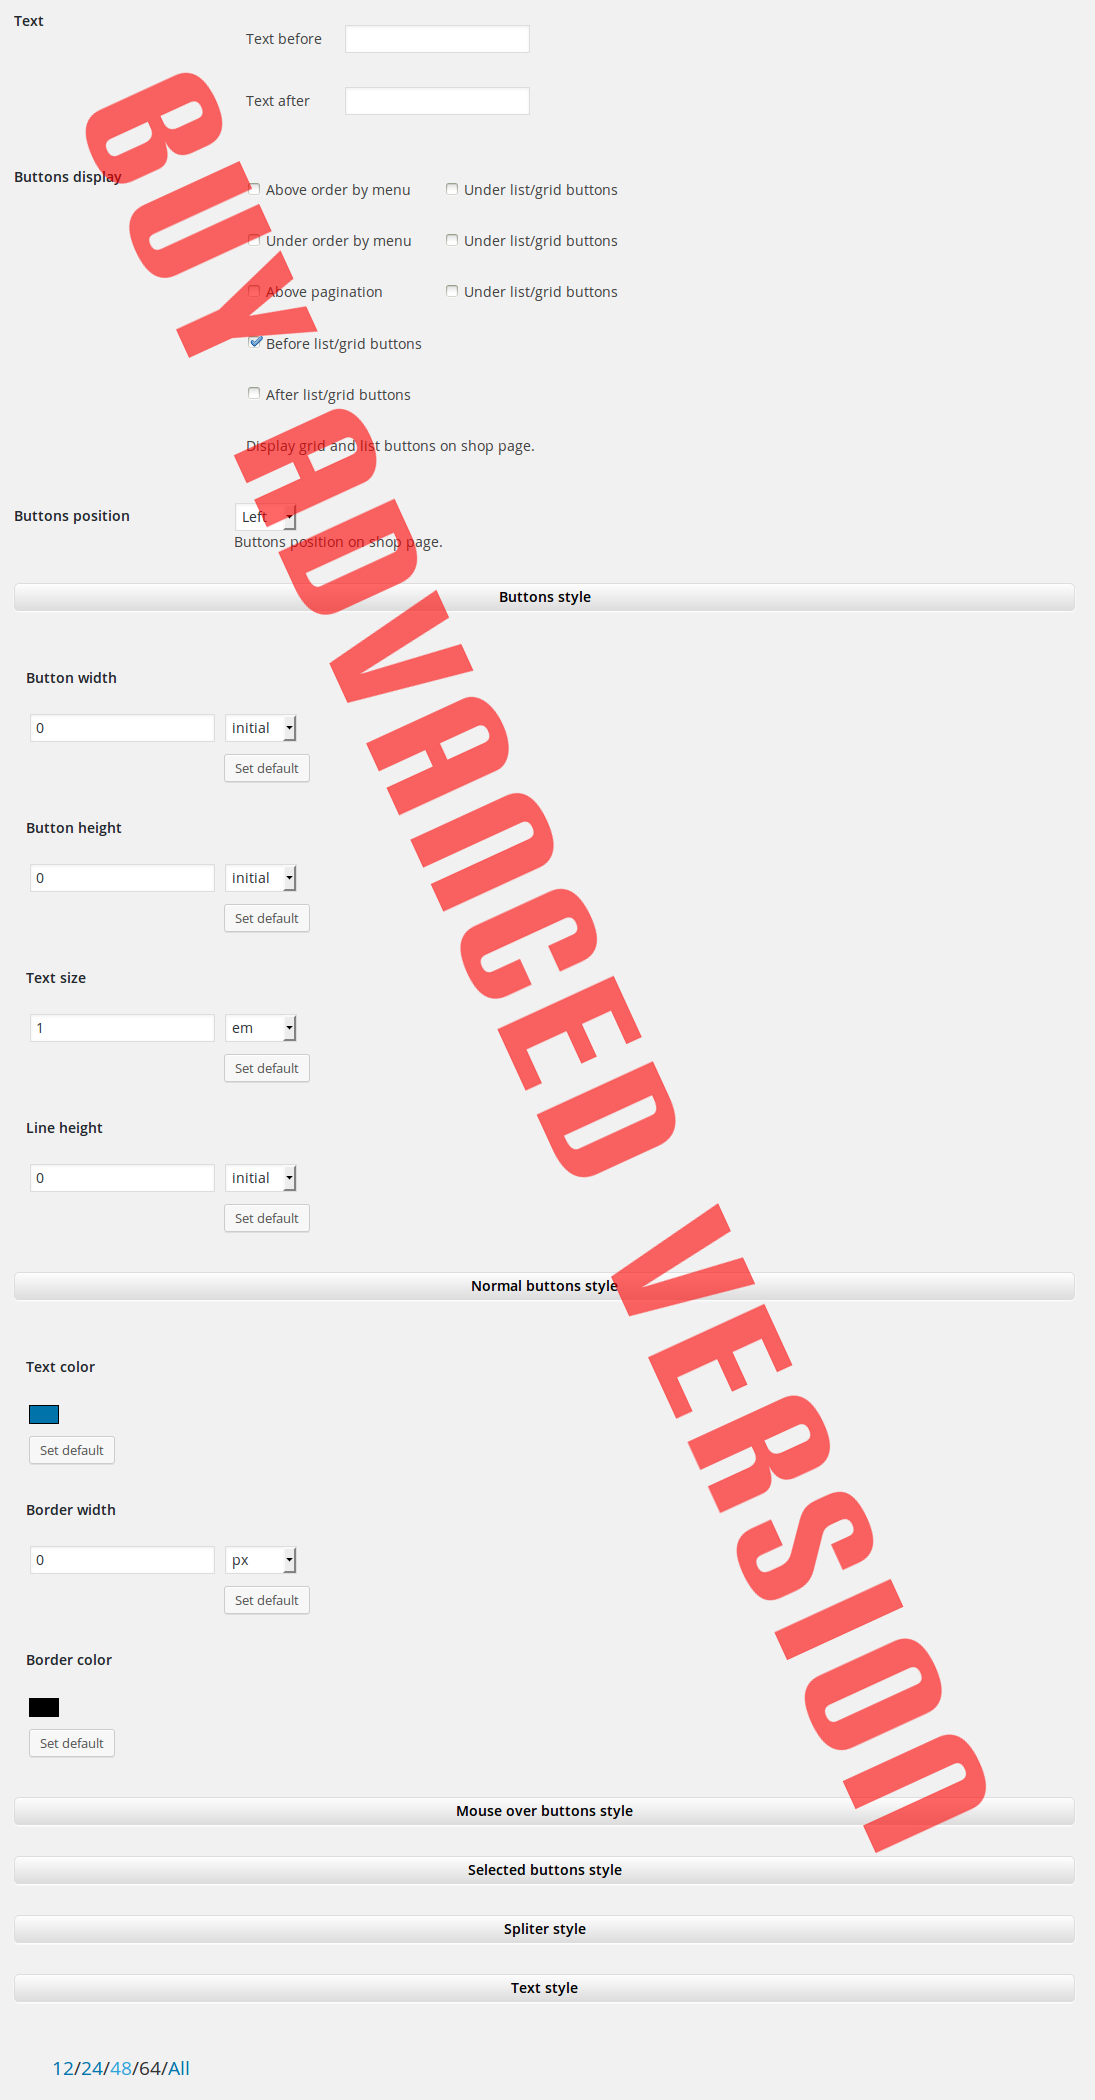 Text
Text before
Text after
Buttons display
Above order by menu Under list/grid buttons
Under order by menu Under list/grid buttons
Above pagination Under list/grid buttons
Before list/grid buttons
After list/grid buttons
Display grid and list buttons on shop page.
Buttons position
Left
Buttons position on shop page.
Buttons style
Button width
0 initial
Set default
Button height
0 initial
Set default
Text size
1 em
Set default
Line height
0 initial
Set default
Normal buttons style
Text color
Set default
Border width
0 px
Set default
Border color
Set default
Mouse over buttons style
Selected buttons style
Spliter style
Text style
12/24/48/64/All
BUY ADVANCED VERSION